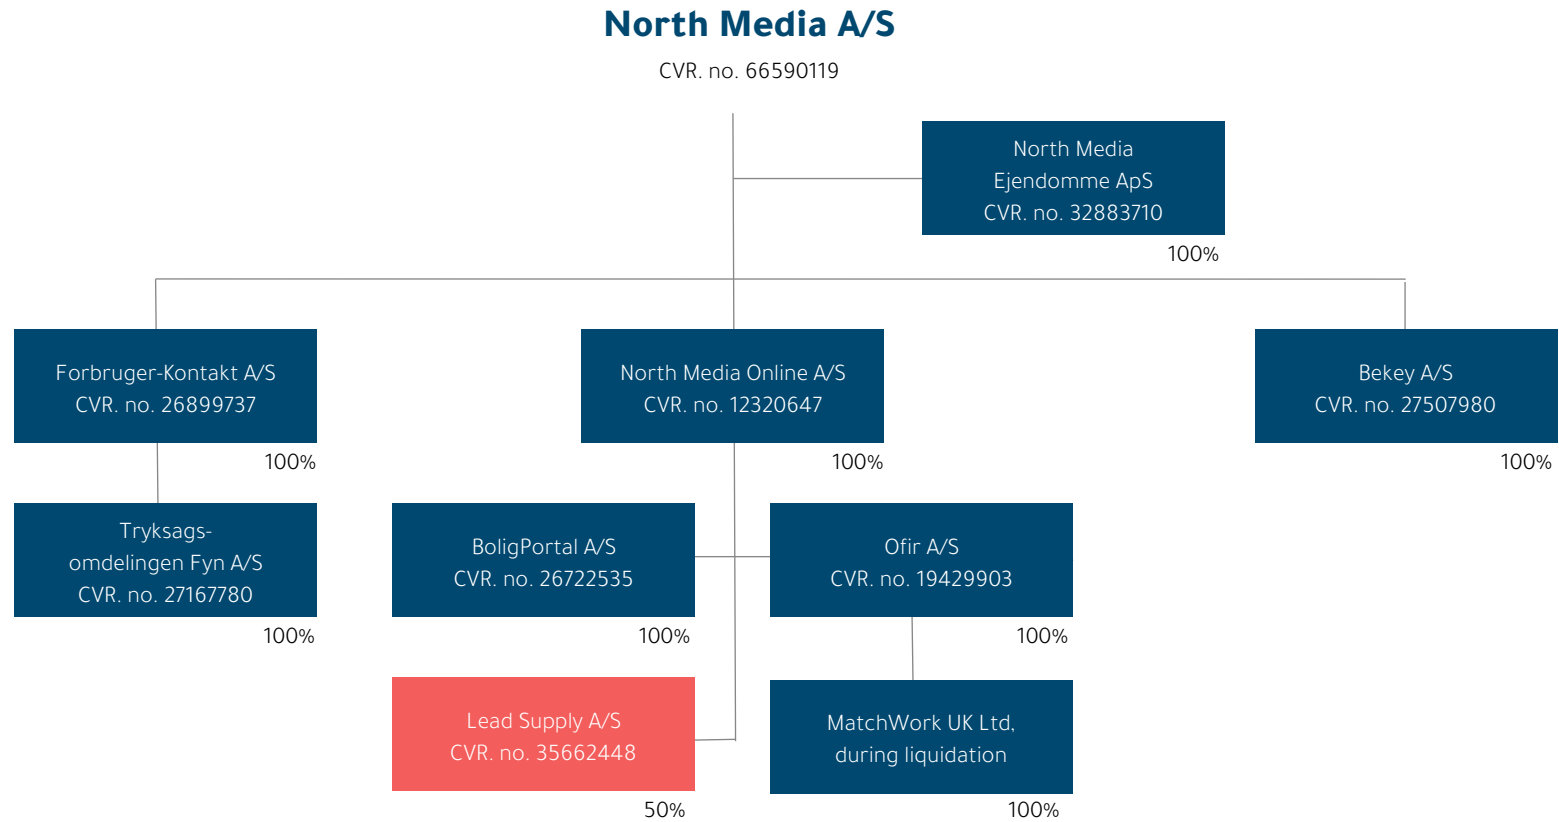 North Media A/S
CVR. no. 66590119
North Media
Ejendomme ApS
CVR. no. 32883710
100%
Forbruger-Kontakt A/S
CVR. no. 26899737
100%
North Media Online A/S
CVR. no. 12320647
100%
Bekey A/S
CVR. no. 27507980
100%
Tryksags-
omdelingen Fyn A/S
CVR. no. 27167780
100%
BoligPortal A/S
CVR. no. 26722535
100%
Ofir A/S
CVR. no. 19429903
100%
Lead Supply A/S
CVR. no. 35662448
50%
MatchWork UK Ltd,
during liquidation
100%